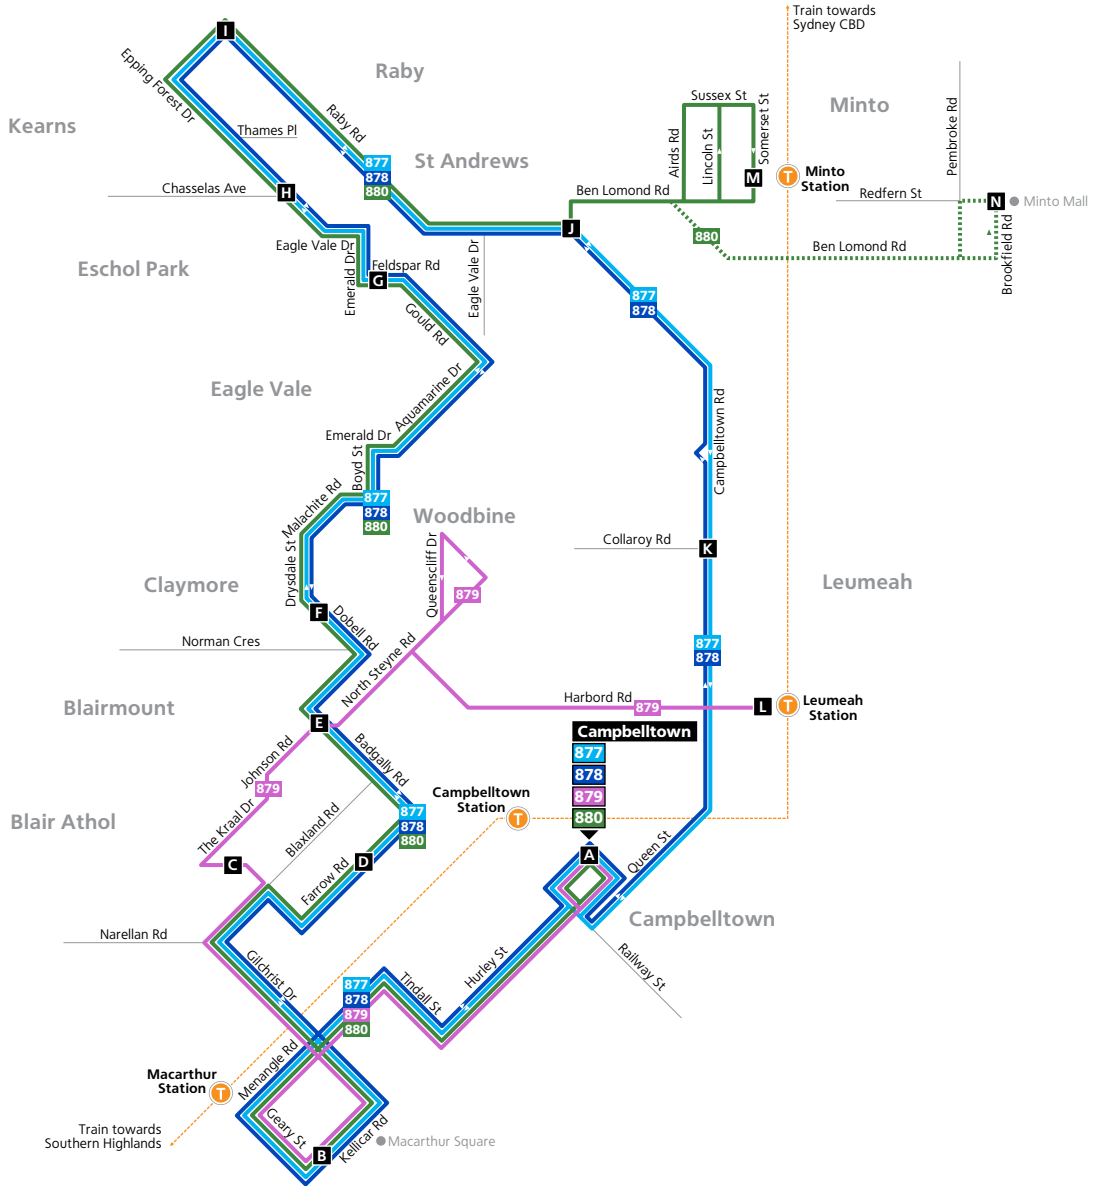 Train towards
Sydney CBD
I
Raby
Epping Forest Dr
Raby Rd
Kearns
Thames Pl
St Andrews
877
878
880
Sussex St
Airds Rd
Lincoln St
Somerset St
Minto
Pembroke Rd
M
T
Minto
Station
Chasselas Ave
H
Ben Lomond Rd
Redfern St
N
Minto Mall
Brookfield Rd
J
880
Ben Lomond Rd
Eagle Vale Dr
Emerald Dr
Feldspar Rd
G
Eagle Vale Dr
Eschol Park
Gould Rd
877
878
Eagle Vale
Aquamarine Dr
Campbelltown Rd
Emerald Dr
Boyd St
Malachite Rd
877
878
880
Woodbine
Queenscliff Dr
Drysdale St
Collaroy Rd
K
Claymore
879
Leumeah
F
Dobell Rd
Norman Cres
North Steyne Rd
877
878
Blairmount
Harbord Rd
879
L
T
Leumeah
Station
E
Johnson Rd
Badgally Rd
Campbelltown
877
878
879
880
A
879
Campbelltown
Station
T
The Kraal Dr
Blair Athol
Blaxland Rd
877
878
880
C
D
Farrow Rd
Queen St
Campbelltown
Narellan Rd
Gilchrist Dr
Tindall St
Hurley St
Railway St
877
878
879
880
Macarthur
Station
T
Menangle Rd
Geary St
Kellicar Rd
B
Macarthur Square
Train towards
Southern Highlands